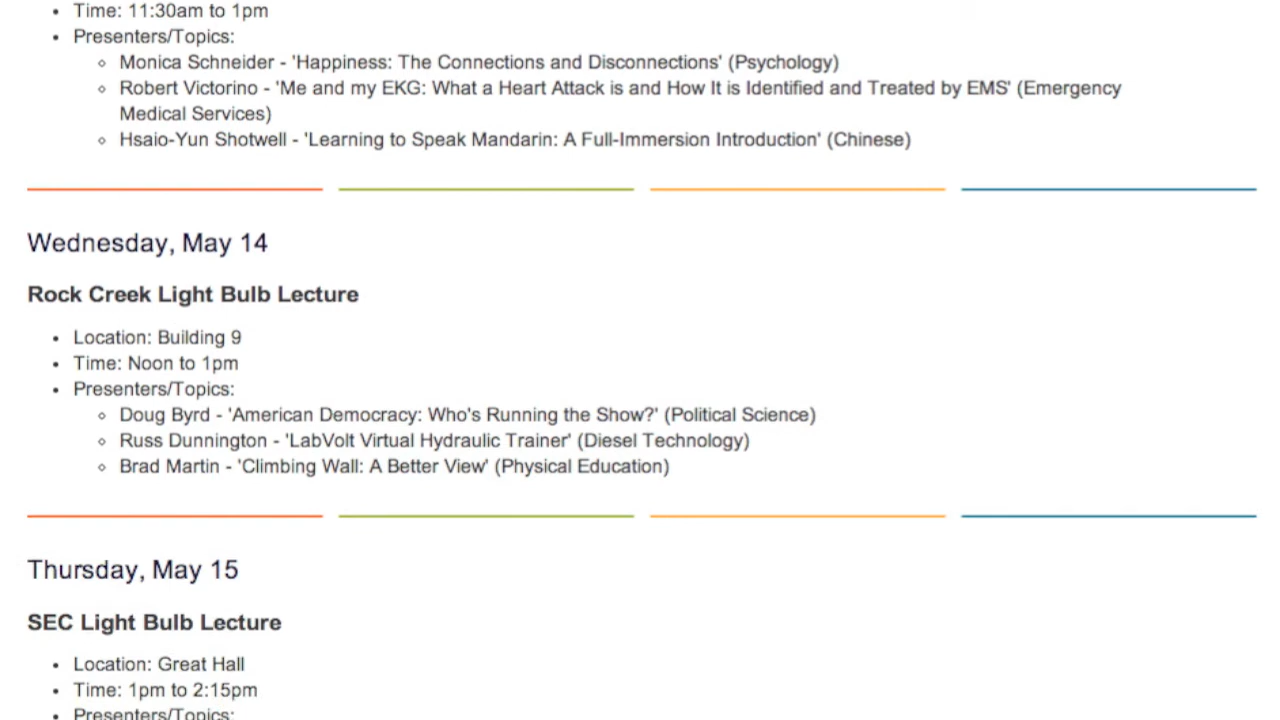 Time: 11:30am to 1pm
Presenters/Topics:
Monica Schneider - 'Happiness: The Connections and Disconnections' (Psychology)
Robert Victorino - 'Me and my EKG: What a Heart Attack is and How It is Identified and Treated by EMS' (Emergency
Medical Services)
Hsaio-Yun Shotwell - 'Learning to Speak Mandarin: A Full-Immersion Introduction' (Chinese)
Wednesday, May 14
Rock Creek Light Bulb Lecture
Location: Building 9
Time: Noon to 1pm
Presenters/Topics:
Doug Byrd - 'American Democracy: Who's Running the Show?' (Political Science)
Russ Dunnington - 'LabVolt Virtual Hydraulic Trainer' (Diesel Technology)
Brad Martin - 'Climbing Wall: A Better View' (Physical Education)
Thursday, May 15
SEC Light Bulb Lecture
Location: Great Hall
Time: 1pm to 2:15pm
Presenters/Topics: